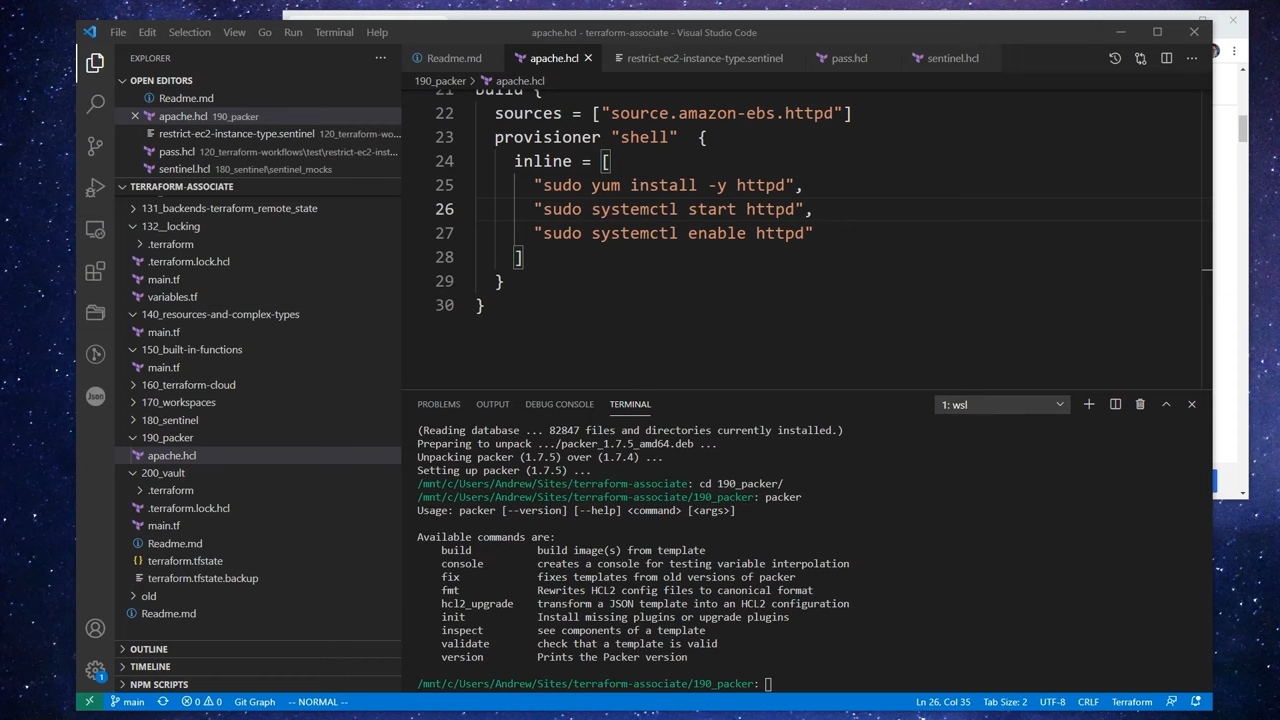 File Edit Selection View Go Run Terminal Help
apache.hcl - terraform-associate - Visual Studio Code
EXPLORER
OPEN EDITORS
Readme.md
apache.hcl 190_packer
restrict-ec2-instance-type.sentinel 120_terraform-wo...
pass.hcl 120_terraform-workflows\test\restrict-ec2-inst...
sentinel.hcl 180_sentinel\sentinel_mocks
TERRAFORM-ASSOCIATE
131_backends-terraform_remote_state
132__locking
.terraform
.terraform.lock.hcl
main.tf
variables.tf
140_resources-and-complex-types
main.tf
150_built-in-functions
main.tf
160_terraform-cloud
170_workspaces
180_sentinel
190_packer
apache.hcl
200_vault
.terraform
.terraform.lock.hcl
main.tf
Readme.md
terraform.tfstate
terraform.tfstate.backup
old
Readme.md
OUTLINE
TIMELINE
NPM SCRIPTS
Json
1
Readme.md apache.hcl restrict-ec2-instance-type.sentinel pass.hcl sentinel.hcl
190_packer > apache.hcl
21 build {
22 sources = ["source.amazon-ebs.httpd"]
23 provisioner "shell" {
24 inline = [
25 "sudo yum install -y httpd",
26 "sudo systemctl start httpd",
27 "sudo systemctl enable httpd"
28 ]
29 }
30 }
PROBLEMS OUTPUT DEBUG CONSOLE TERMINAL
1: wsl
(Reading database ... 82847 files and directories currently installed.)
Preparing to unpack .../packer_1.7.5_amd64.deb ...
Unpacking packer (1.7.5) over (1.7.4) ...
Setting up packer (1.7.5) ...
/mnt/c/Users/Andrew/Sites/terraform-associate: cd 190_packer/
/mnt/c/Users/Andrew/Sites/terraform-associate/190_packer: packer
Usage: packer [--version] [--help] <command> [<args>]
Available commands are:
build build image(s) from template
console creates a console for testing variable interpolation
fix fixes templates from old versions of packer
fmt Rewrites HCL2 config files to canonical format
hcl2_upgrade transform a JSON template into an HCL2 configuration
init Install missing plugins or upgrade plugins
inspect see components of a template
validate check that a template is valid
version Prints the Packer version
/mnt/c/Users/Andrew/Sites/terraform-associate/190_packer:
main 0 0 Git Graph -- NORMAL --
Ln 26, Col 35 Tab Size: 2 UTF-8 CRLF Terraform